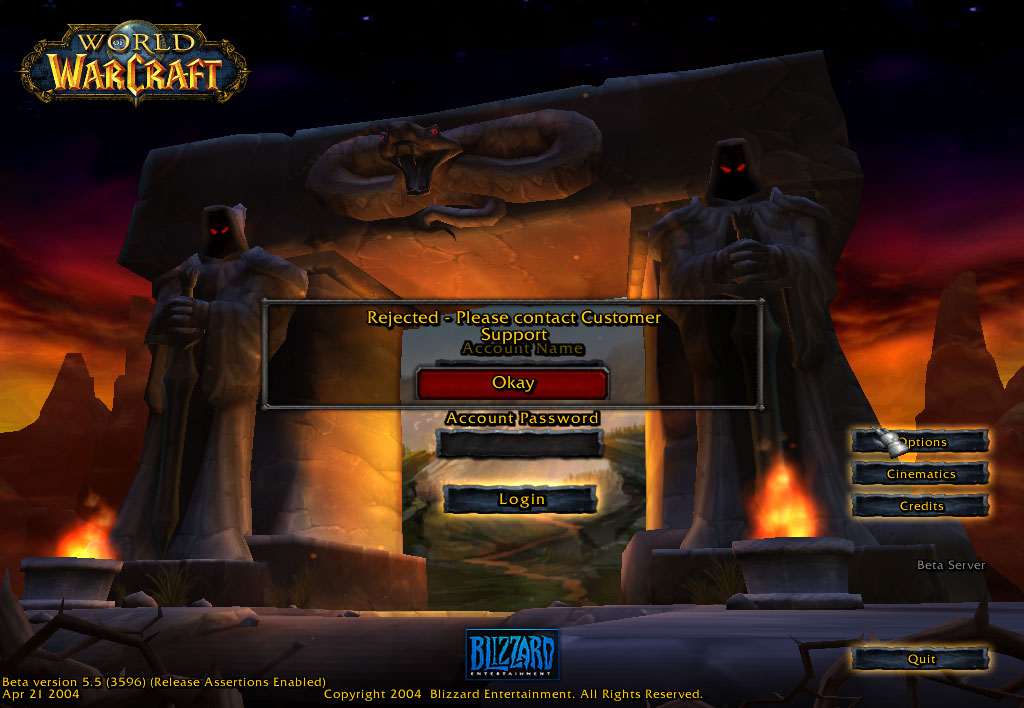 WORLD
OF
WARCRAFT
Rejected - Please contact Customer
Support
Account Name
Okay
Account Password
Login
Options
Cinematics
Credits
Beta Server
Quit
BLIZZARD
ENTERTAINMENT
Beta version 5.5 (3596) (Release Assertions Enabled)
Apr 21 2004
Copyright 2004  Blizzard Entertainment. All Rights Reserved.